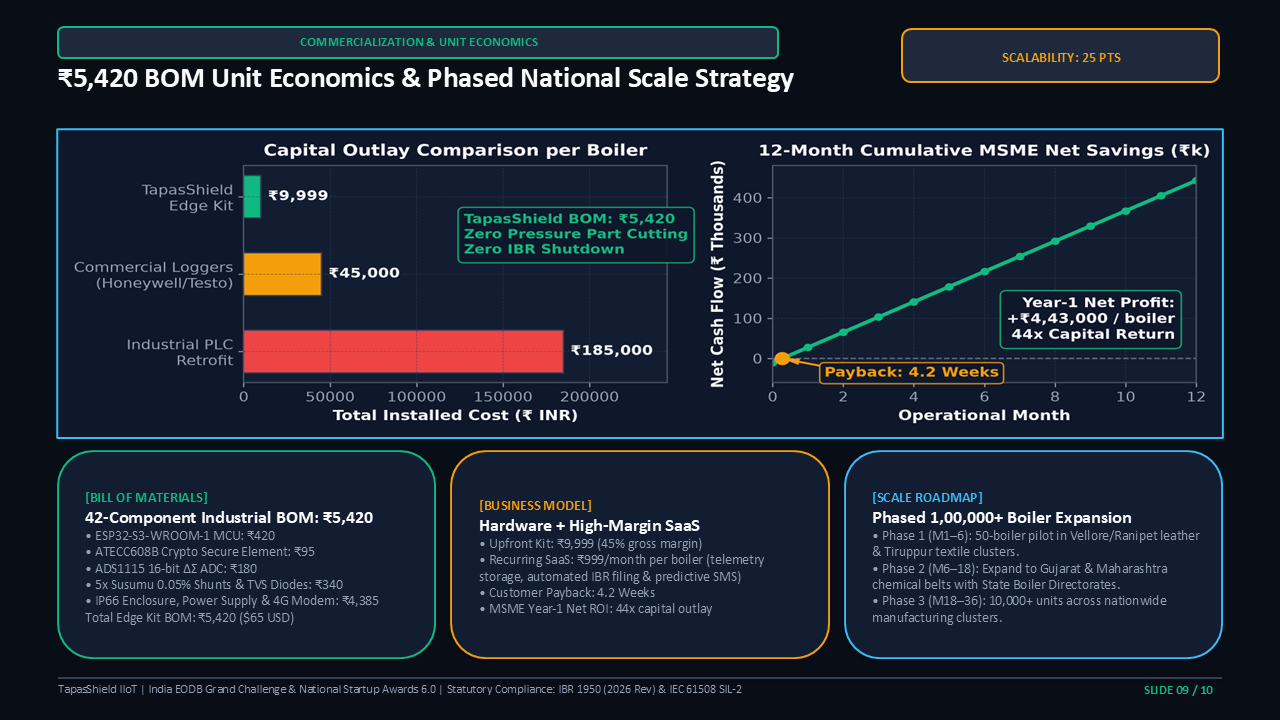 COMMERCIALIZATION & UNIT ECONOMICS
SCALABILITY: 25 PTS
₹5,420 BOM Unit Economics & Phased National Scale Strategy
Capital Outlay Comparison per Boiler
TapasShield
Edge Kit
₹9,999
TapasShield BOM: ₹5,420
Zero Pressure Part Cutting
Zero IBR Shutdown
Commercial Loggers
(Honeywell/Testo)
₹45,000
Industrial PLC
Retrofit
₹185,000
0 50000 100000 150000 200000
Total Installed Cost (₹ INR)
12-Month Cumulative MSME Net Savings (₹k)
Net Cash Flow (₹ Thousands)
400
300
200
100
0
Year-1 Net Profit:
+₹4,43,000 / boiler
44x Capital Return
Payback: 4.2 Weeks
0 2 4 6 8 10 12
Operational Month
[BILL OF MATERIALS]
42-Component Industrial BOM: ₹5,420
• ESP32-S3-WROOM-1 MCU: ₹420
• ATECC608B Crypto Secure Element: ₹95
• ADS1115 16-bit ΔΣ ADC: ₹180
• 5x Susumu 0.05% Shunts & TVS Diodes: ₹340
• IP66 Enclosure, Power Supply & 4G Modem: ₹4,385
Total Edge Kit BOM: ₹5,420 ($65 USD)
[BUSINESS MODEL]
Hardware + High-Margin SaaS
• Upfront Kit: ₹9,999 (45% gross margin)
• Recurring SaaS: ₹999/month per boiler (telemetry
storage, automated IBR filing & predictive SMS)
• Customer Payback: 4.2 Weeks
• MSME Year-1 Net ROI: 44x capital outlay
[SCALE ROADMAP]
Phased 1,00,000+ Boiler Expansion
• Phase 1 (M1–6): 50-boiler pilot in Vellore/Ranipet leather
& Tiruppur textile clusters.
• Phase 2 (M6–18): Expand to Gujarat & Maharashtra
chemical belts with State Boiler Directorates.
• Phase 3 (M18–36): 10,000+ units across nationwide
manufacturing clusters.
TapasShield IIoT | India EODB Grand Challenge & National Startup Awards 6.0 | Statutory Compliance: IBR 1950 (2026 Rev) & IEC 61508 SIL-2
SLIDE 09 / 10